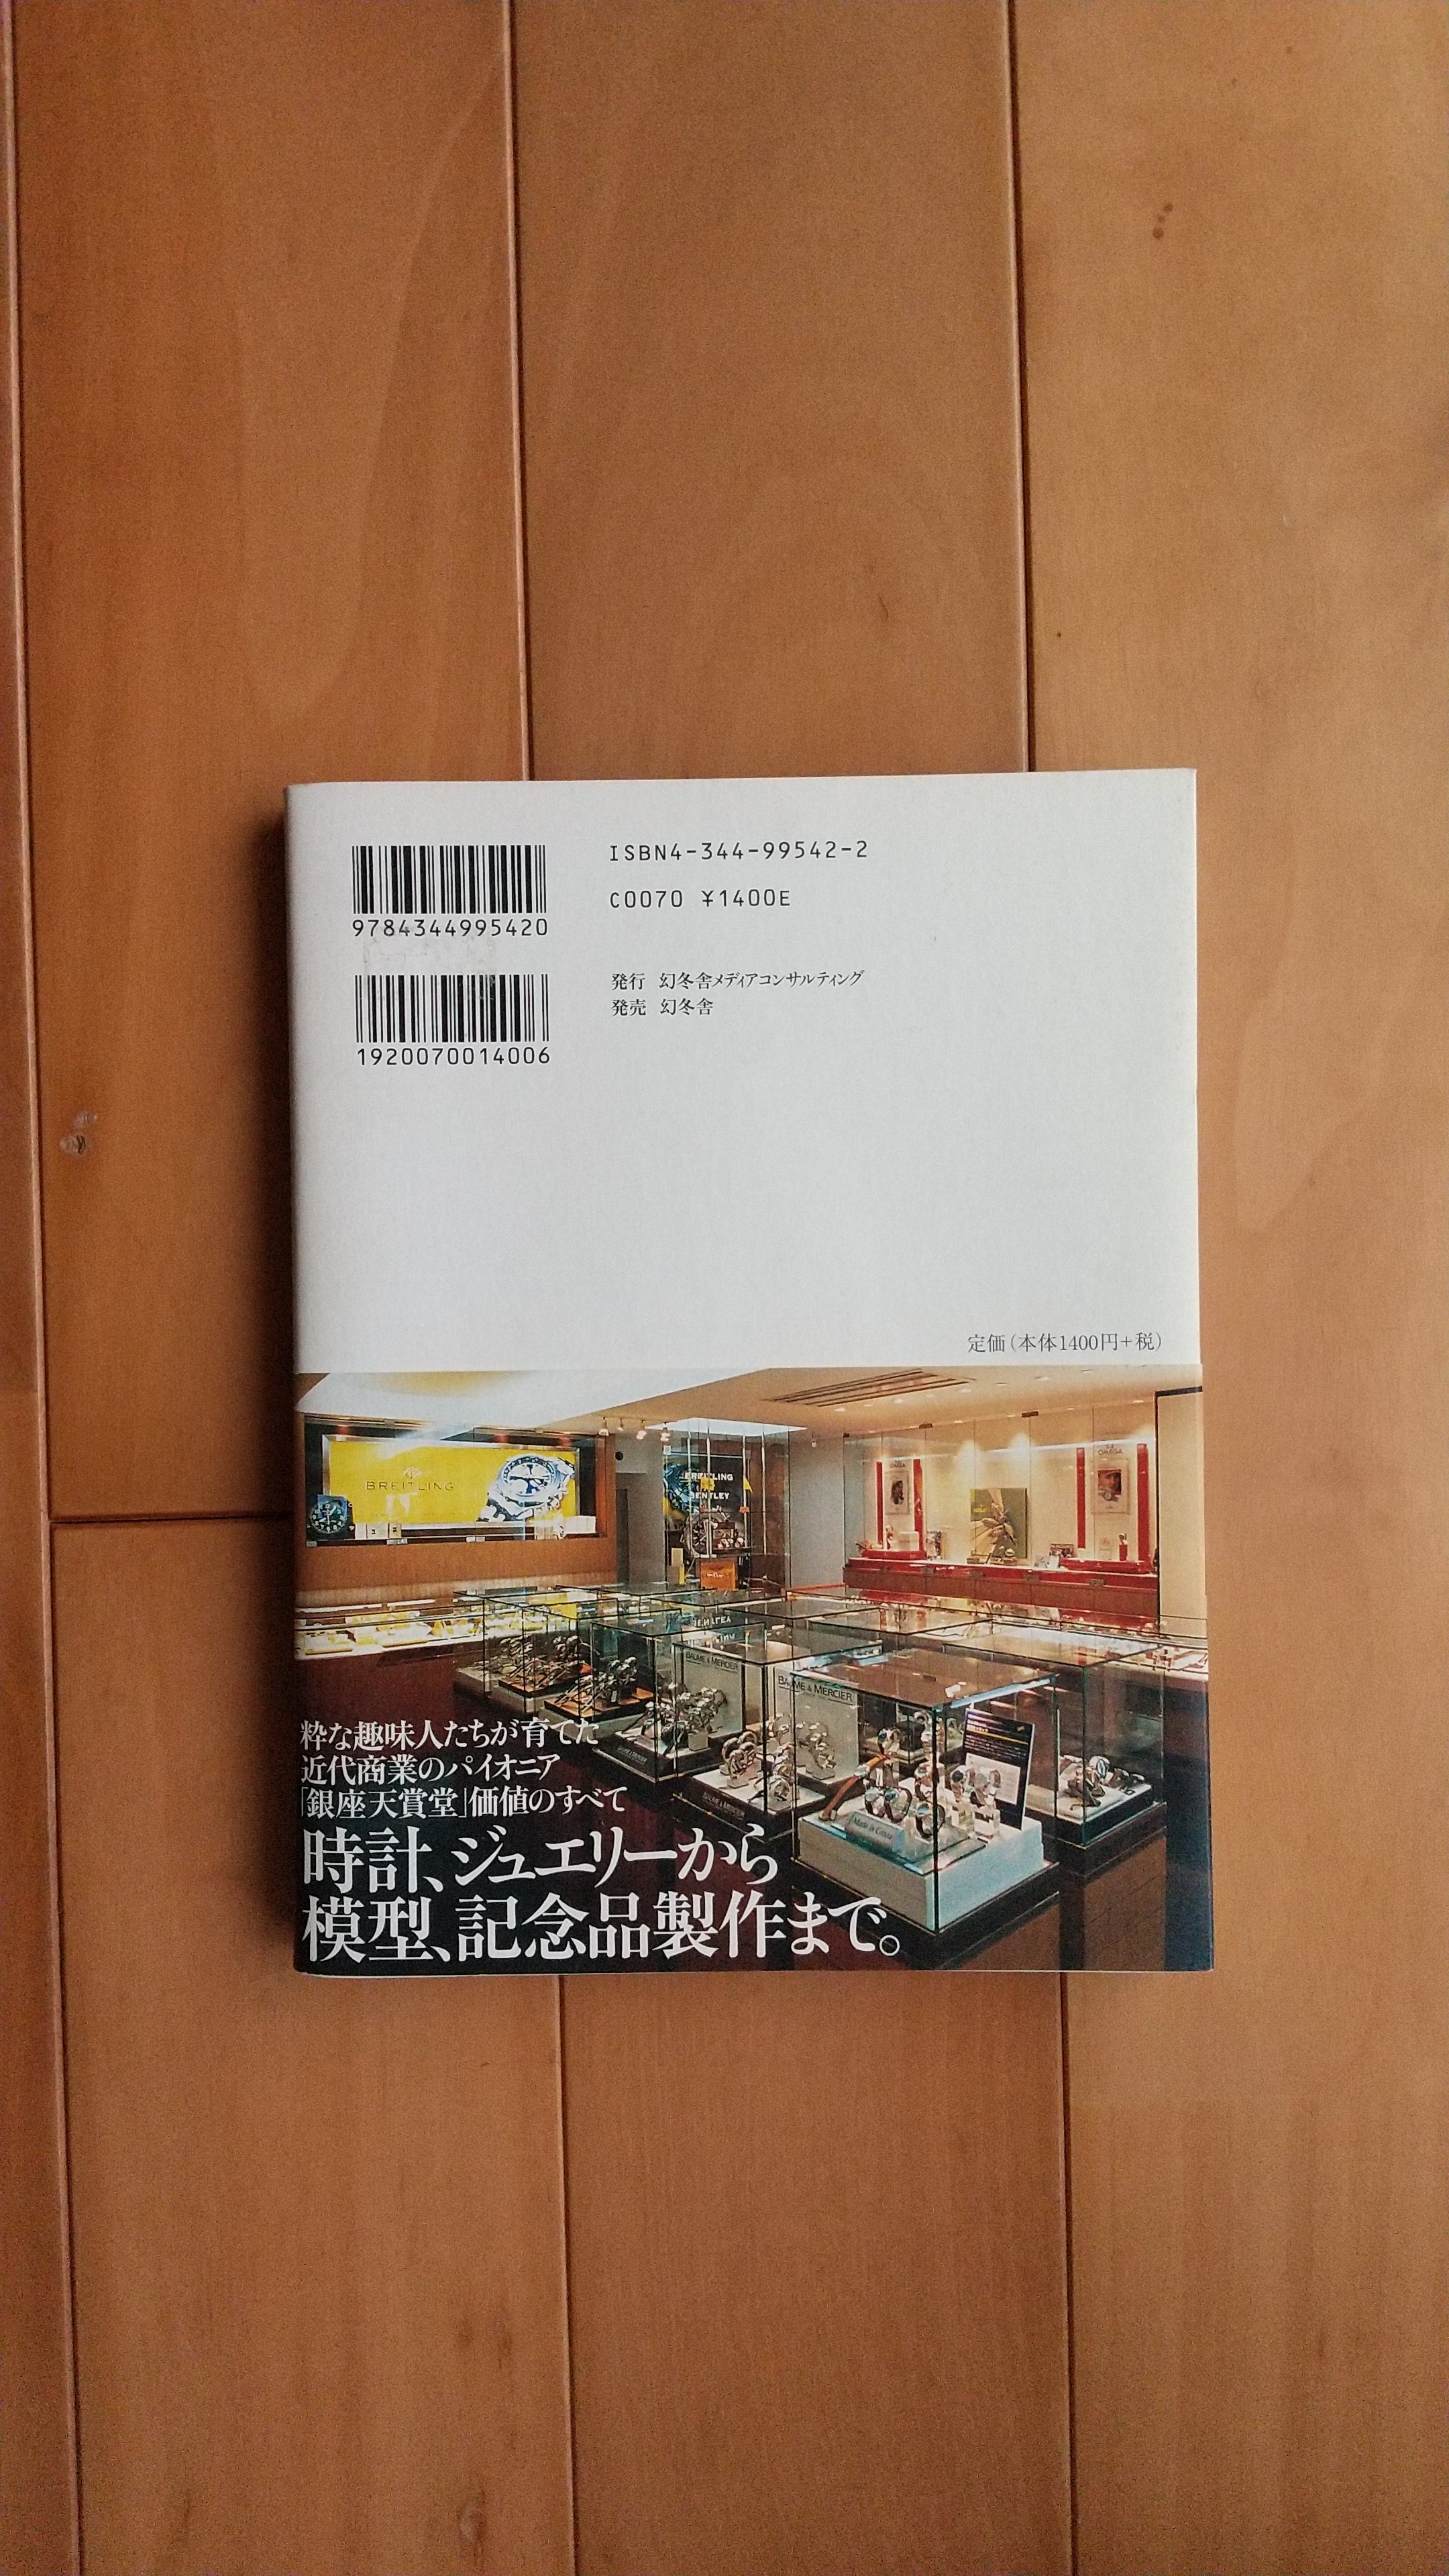 9784344995420
ISBN4-344-99542-2
C0070 ¥1400E
1920070014006
発行 幻冬舎メディアコンサルティング
発売 幻冬舎
定価(本体1400円+税)
BREITLING
BREITLING
BENTLEY
OMEGA
BAUME & MERCIER
BAUME & MERCIER
粋な趣味人たちが育てた
近代商業のパイオニア
「銀座天賞堂」価値のすべて
時計、ジュエリーから
模型、記念品製作まで。